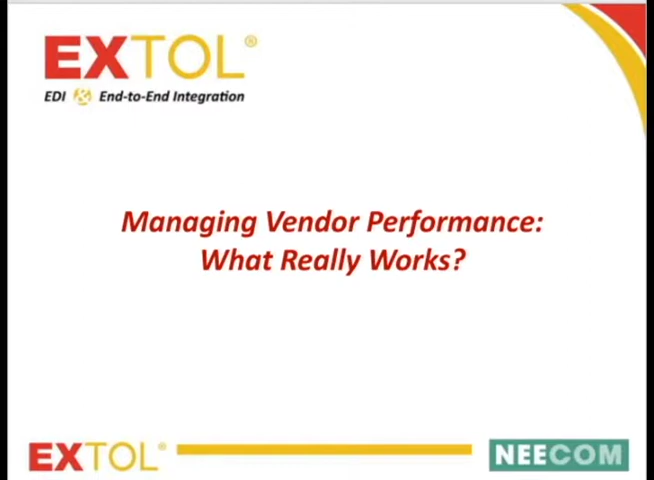 EXTOL®
EDI & End-to-End Integration
Managing Vendor Performance:
What Really Works?
EXTOL®
NEECOM